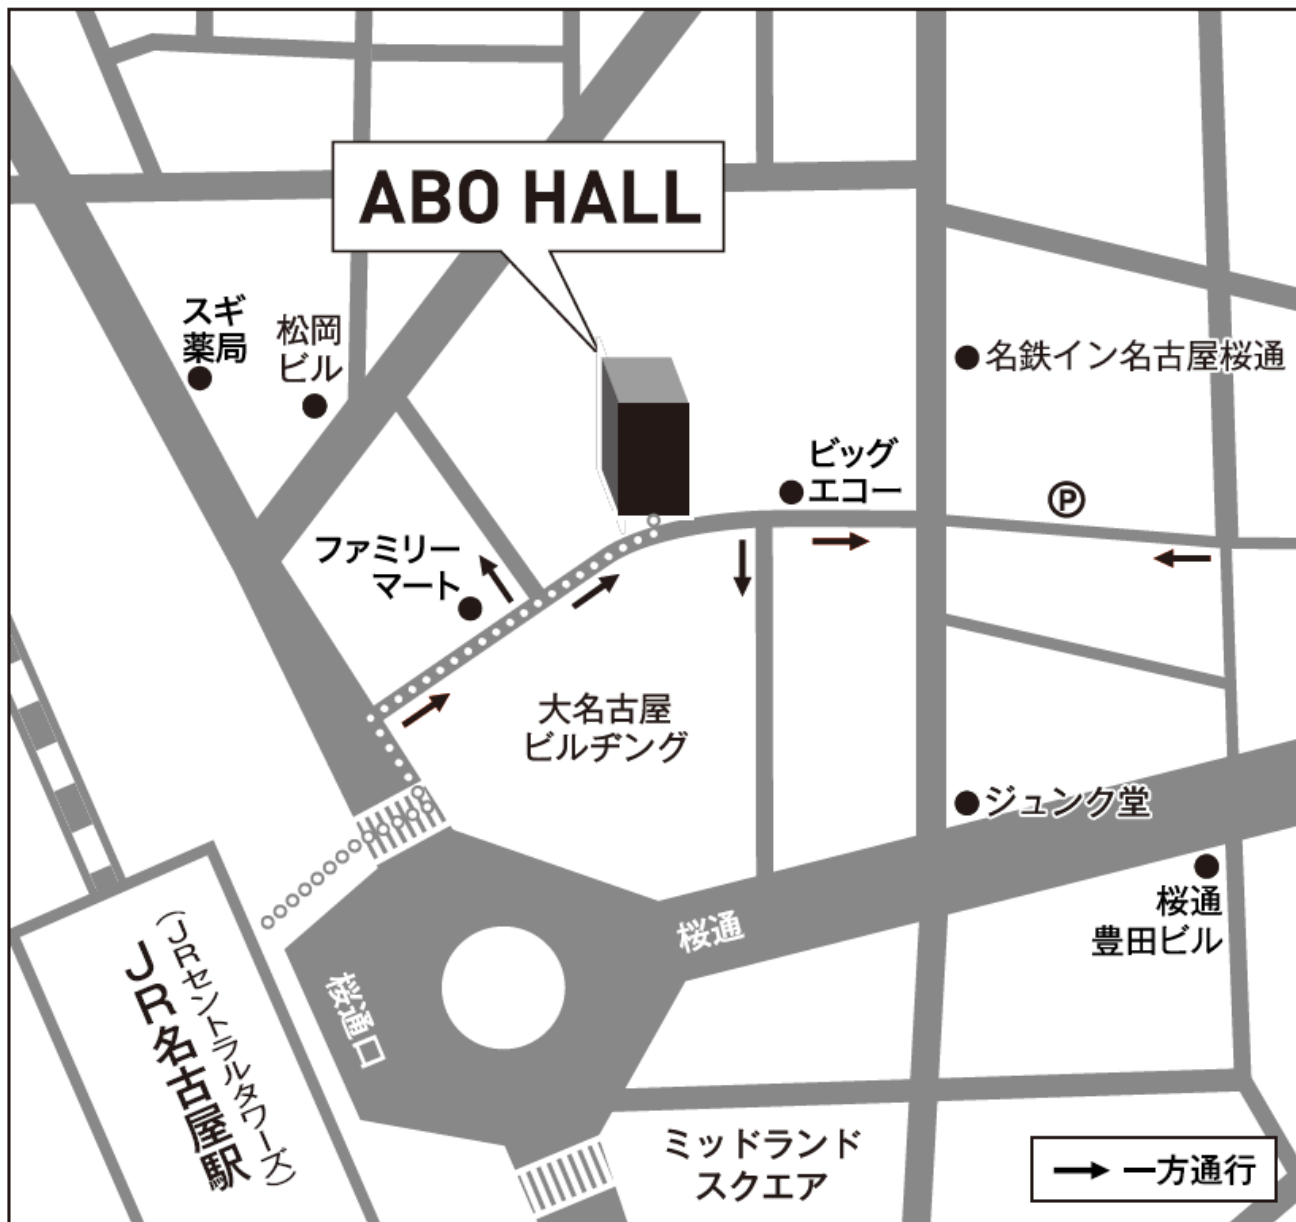 ABO HALL
スギ
薬局
松岡
ビル
名鉄イン名古屋桜通
ビッグ
エコー
P
ファミリー
マート
大名古屋
ビルヂング
ジュンク堂
桜通
豊田ビル
桜通
桜通口
(JRセントラルタワーズ)
JR名古屋駅
ミッドランド
スクエア
一方通行